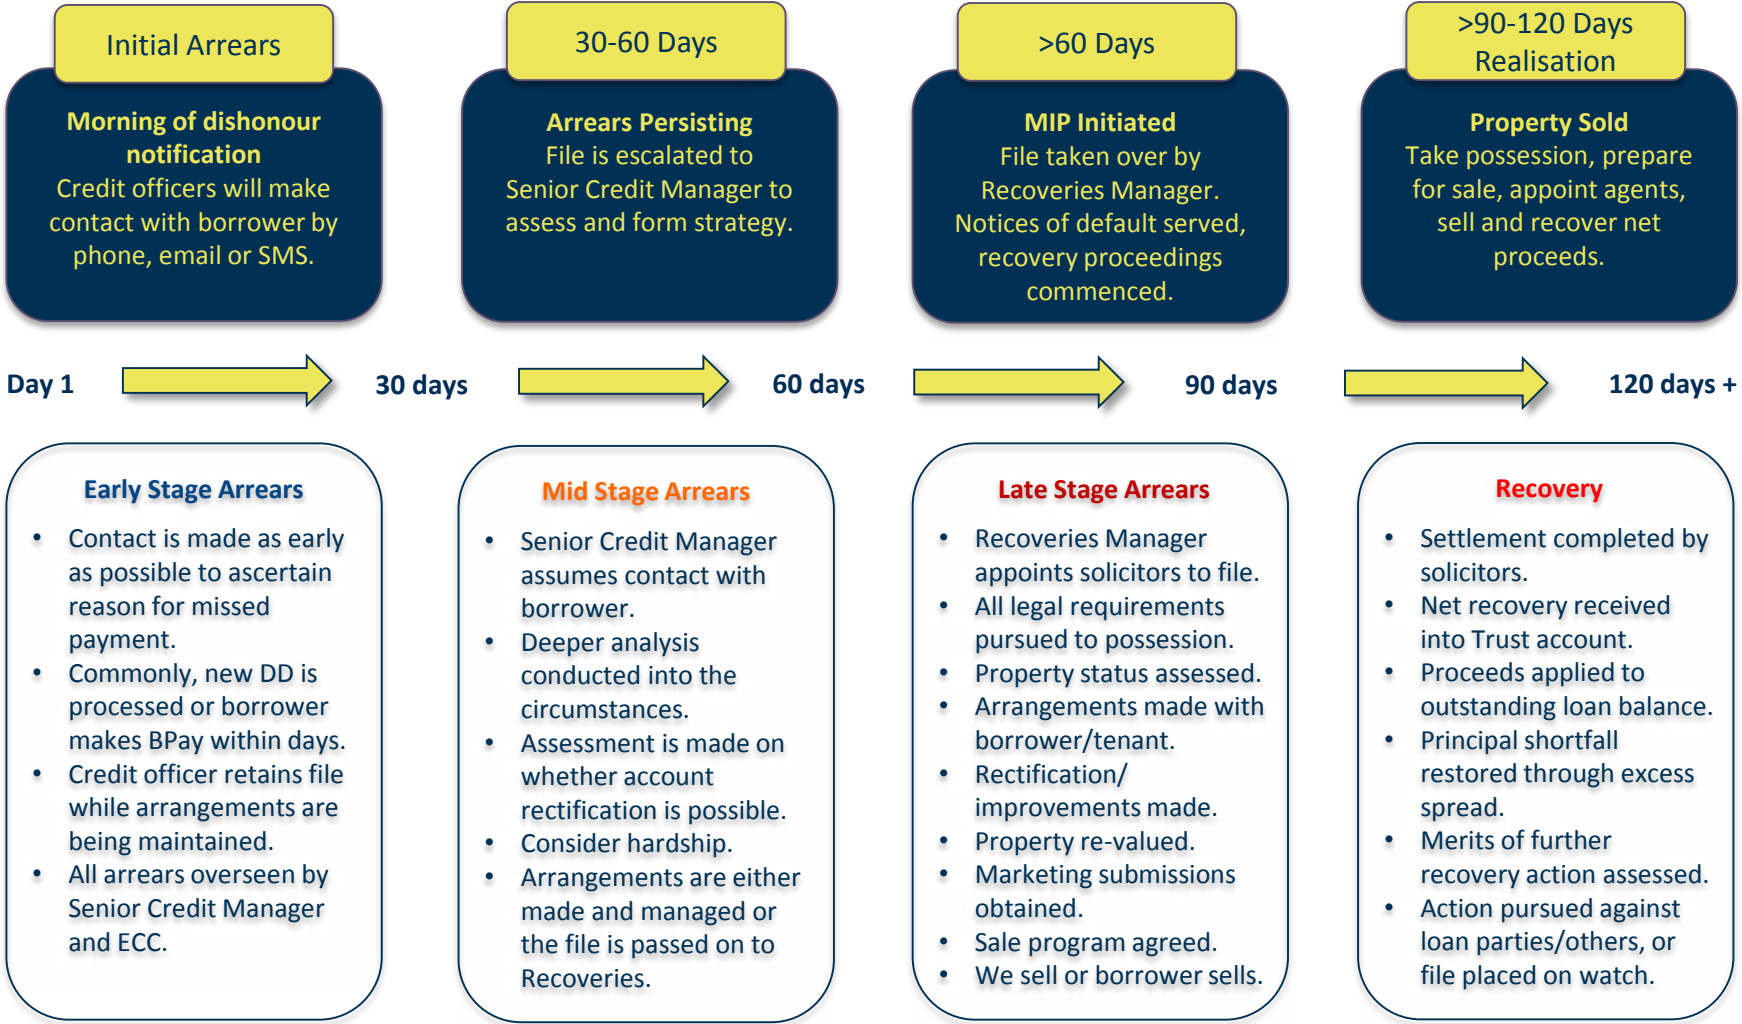 Initial Arrears
Morning of dishonour
notification
Credit officers will make
contact with borrower by
phone, email or SMS.
30-60 Days
Arrears Persisting
File is escalated to
Senior Credit Manager to
assess and form strategy.
>60 Days
MIP Initiated
File taken over by
Recoveries Manager.
Notices of default served,
recovery proceedings
commenced.
>90-120 Days
Realisation
Property Sold
Take possession, prepare
for sale, appoint agents,
sell and recover net
proceeds.
Day 1
30 days
60 days
90 days
120 days +
Early Stage Arrears
• Contact is made as early
as possible to ascertain
reason for missed
payment.
• Commonly, new DD is
processed or borrower
makes BPay within days.
• Credit officer retains file
while arrangements are
being maintained.
• All arrears overseen by
Senior Credit Manager
and ECC.
Mid Stage Arrears
• Senior Credit Manager
assumes contact with
borrower.
• Deeper analysis
conducted into the
circumstances.
• Assessment is made on
whether account
rectification is possible.
• Consider hardship.
• Arrangements are either
made and managed or
the file is passed on to
Recoveries.
Late Stage Arrears
• Recoveries Manager
appoints solicitors to file.
• All legal requirements
pursued to possession.
• Property status assessed.
• Arrangements made with
borrower/tenant.
• Rectification/
improvements made.
• Property re-valued.
• Marketing submissions
obtained.
• Sale program agreed.
• We sell or borrower sells.
Recovery
• Settlement completed by
solicitors.
• Net recovery received
into Trust account.
• Proceeds applied to
outstanding loan balance.
• Principal shortfall
restored through excess
spread.
• Merits of further
recovery action assessed.
• Action pursued against
loan parties/others, or
file placed on watch.